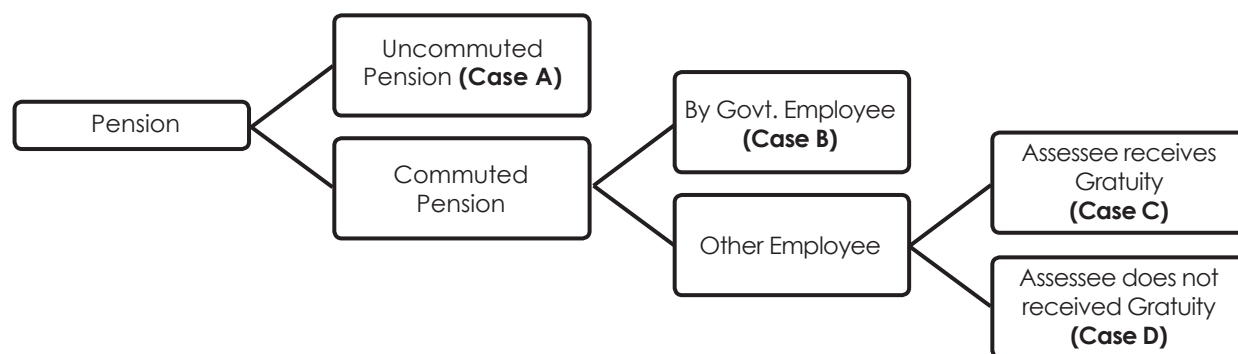 Pension
Uncommuted
Pension (Case A)
Commuted
Pension
By Govt. Employee
(Case B)
Other Employee
Assessee receives
Gratuity
(Case C)
Assessee does not
received Gratuity
(Case D)